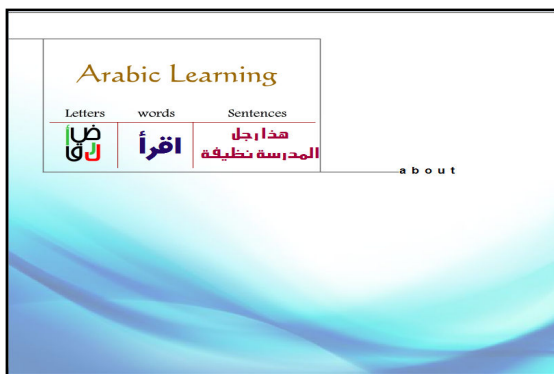 Arabic Learning
Letters words Sentences
هذا رجل
اقرأ
المدرسة نظيفة
about